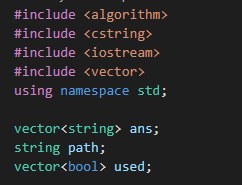 #include <algorithm>
#include <cstring>
#include <iostream>
#include <vector>
using namespace std;
vector<string> ans;
string path;
vector<bool> used;